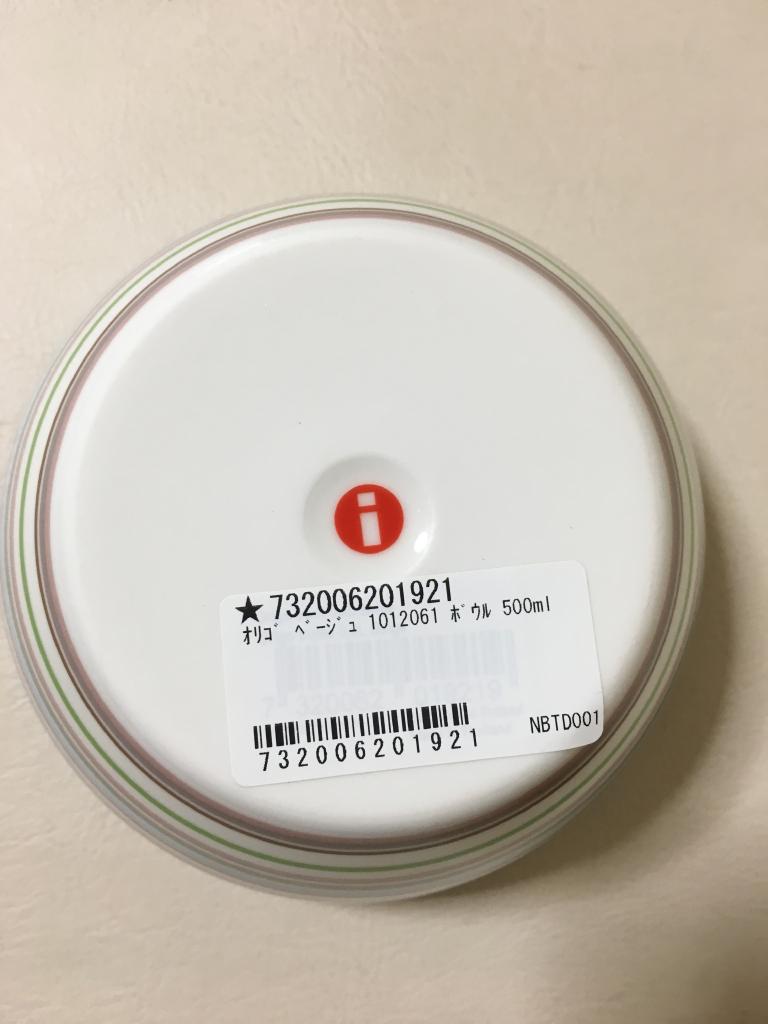 i
★732006201921
ｵﾘｺﾞ ﾍﾞｰｼﾞｭ 1012061 ﾎﾞｳﾙ 500ml
732006201921
NBTD001